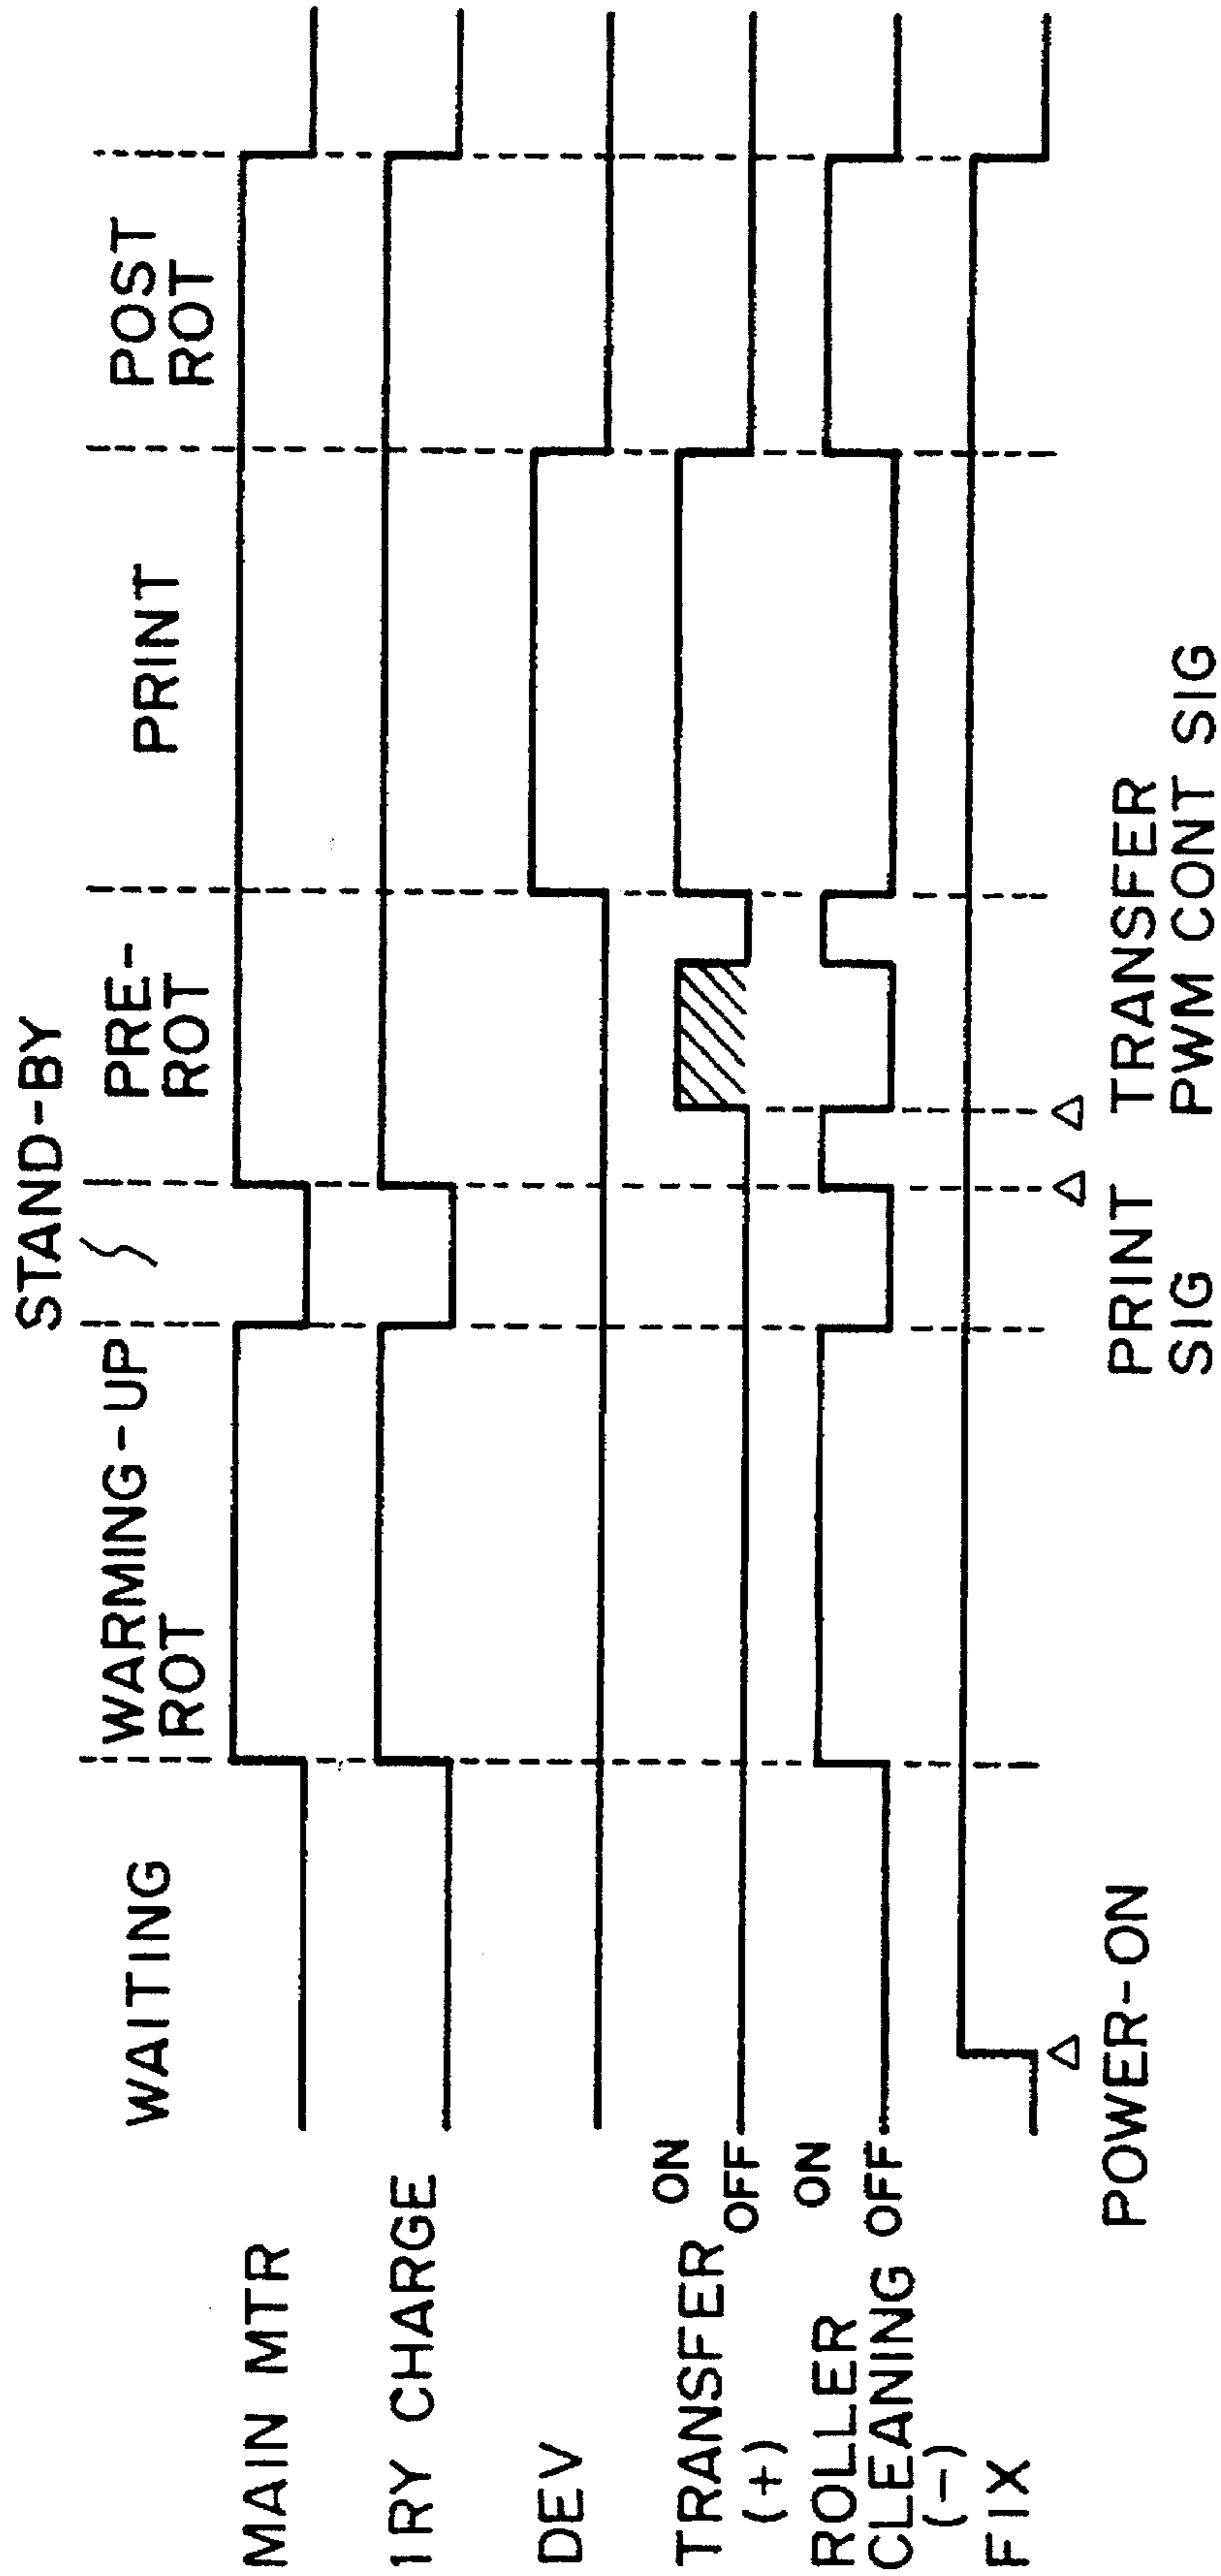 STAND-BY
WAITING
WARMING-UP
ROT
PRE-
ROT
PRINT
POST
ROT
MAIN MTR
1RY CHARGE
DEV
TRANSFER
(+)
ON
OFF
ROLLER
CLEANING
(-)
ON
OFF
FIX
POWER-ON
PRINT
SIG
TRANSFER
PWM CONT SIG